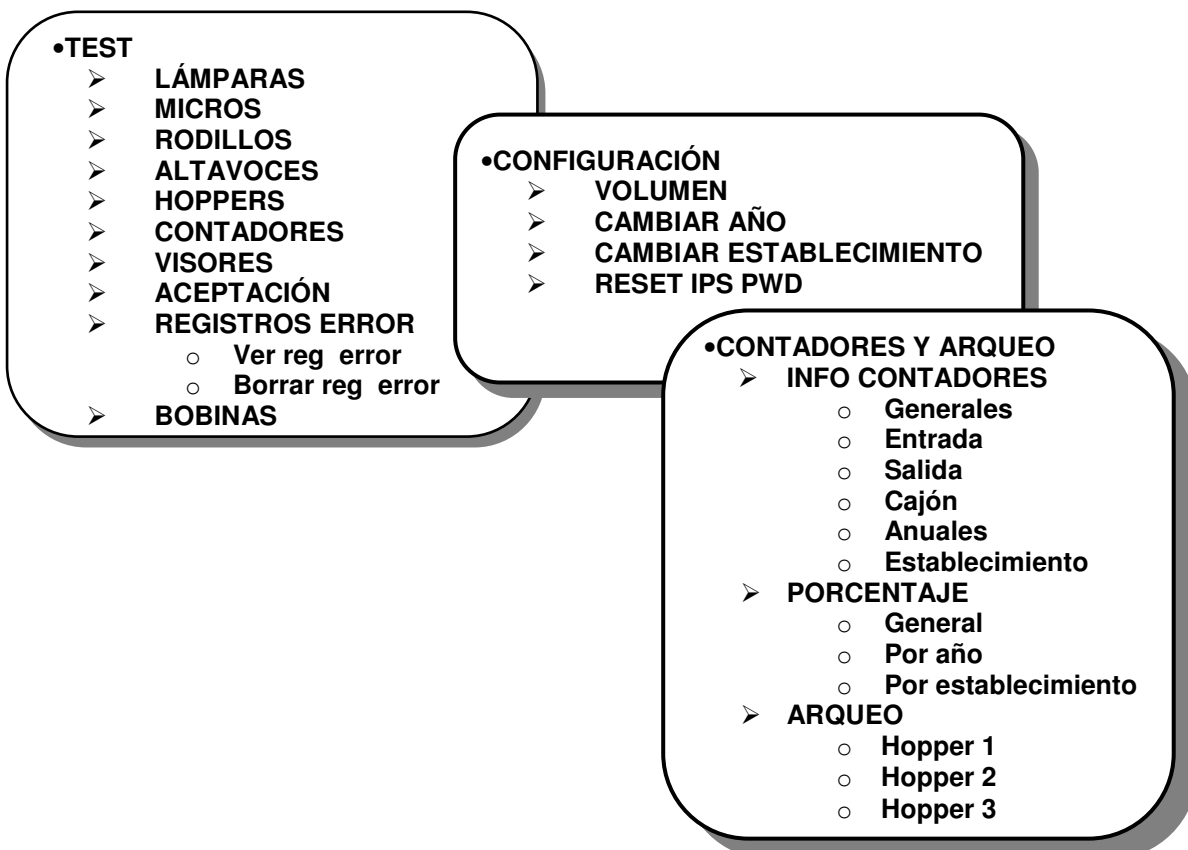 •TEST
➢ LÁMPARAS
➢ MICROS
➢ RODILLOS
➢ ALTAVOCES
➢ HOPPERS
➢ CONTADORES
➢ VISORES
➢ ACEPTACIÓN
➢ REGISTROS ERROR
○ Ver reg error
○ Borrar reg error
➢ BOBINAS
•CONFIGURACIÓN
➢ VOLUMEN
➢ CAMBIAR AÑO
➢ CAMBIAR ESTABLECIMIENTO
➢ RESET IPS PWD
•CONTADORES Y ARQUEO
➢ INFO CONTADORES
○ Generales
○ Entrada
○ Salida
○ Cajón
○ Anuales
○ Establecimiento
➢ PORCENTAJE
○ General
○ Por año
○ Por establecimiento
➢ ARQUEO
○ Hopper 1
○ Hopper 2
○ Hopper 3